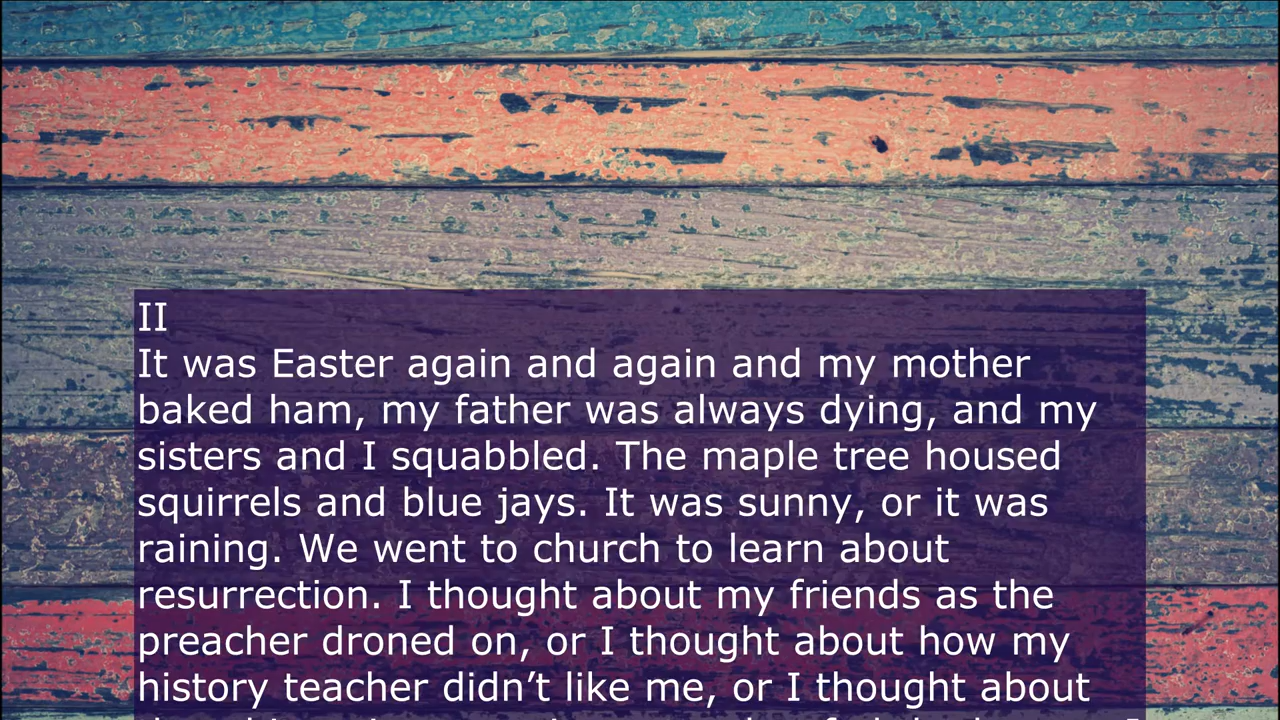 II
It was Easter again and again and my mother
baked ham, my father was always dying, and my
sisters and I squabbled. The maple tree housed
squirrels and blue jays. It was sunny, or it was
raining. We went to church to learn about
resurrection. I thought about my friends as the
preacher droned on, or I thought about how my
history teacher didn’t like me, or I thought about